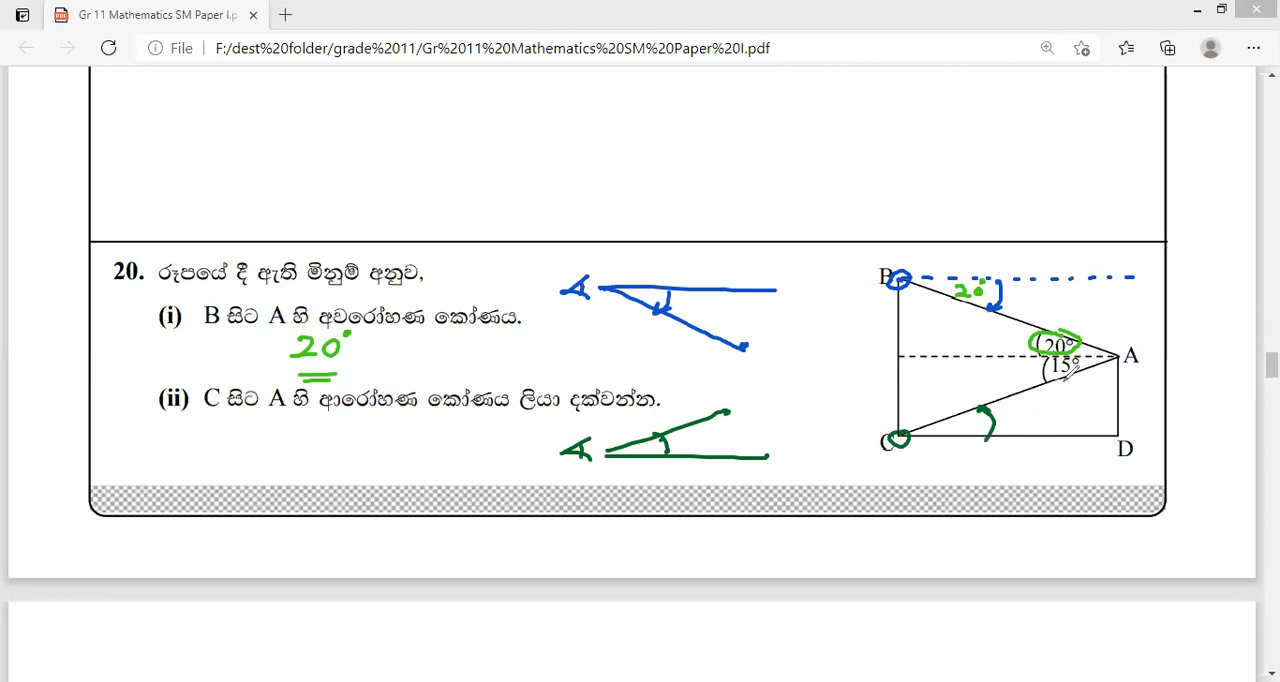 Gr 11 Mathematics SM Paper I.p
File F:/dest%20folder/grade%2011/Gr%2011%20Mathematics%20SM%20Paper%20I.pdf
20. රූපයේ දී ඇති මිනුම් අනුව,
(i) B සිට A හි අවරෝහණ කෝණය.
20°
(ii) C සිට A හි ආරෝහණ කෝණය ලියා දක්වන්න.
B
20°
20°
A
15°
C
D